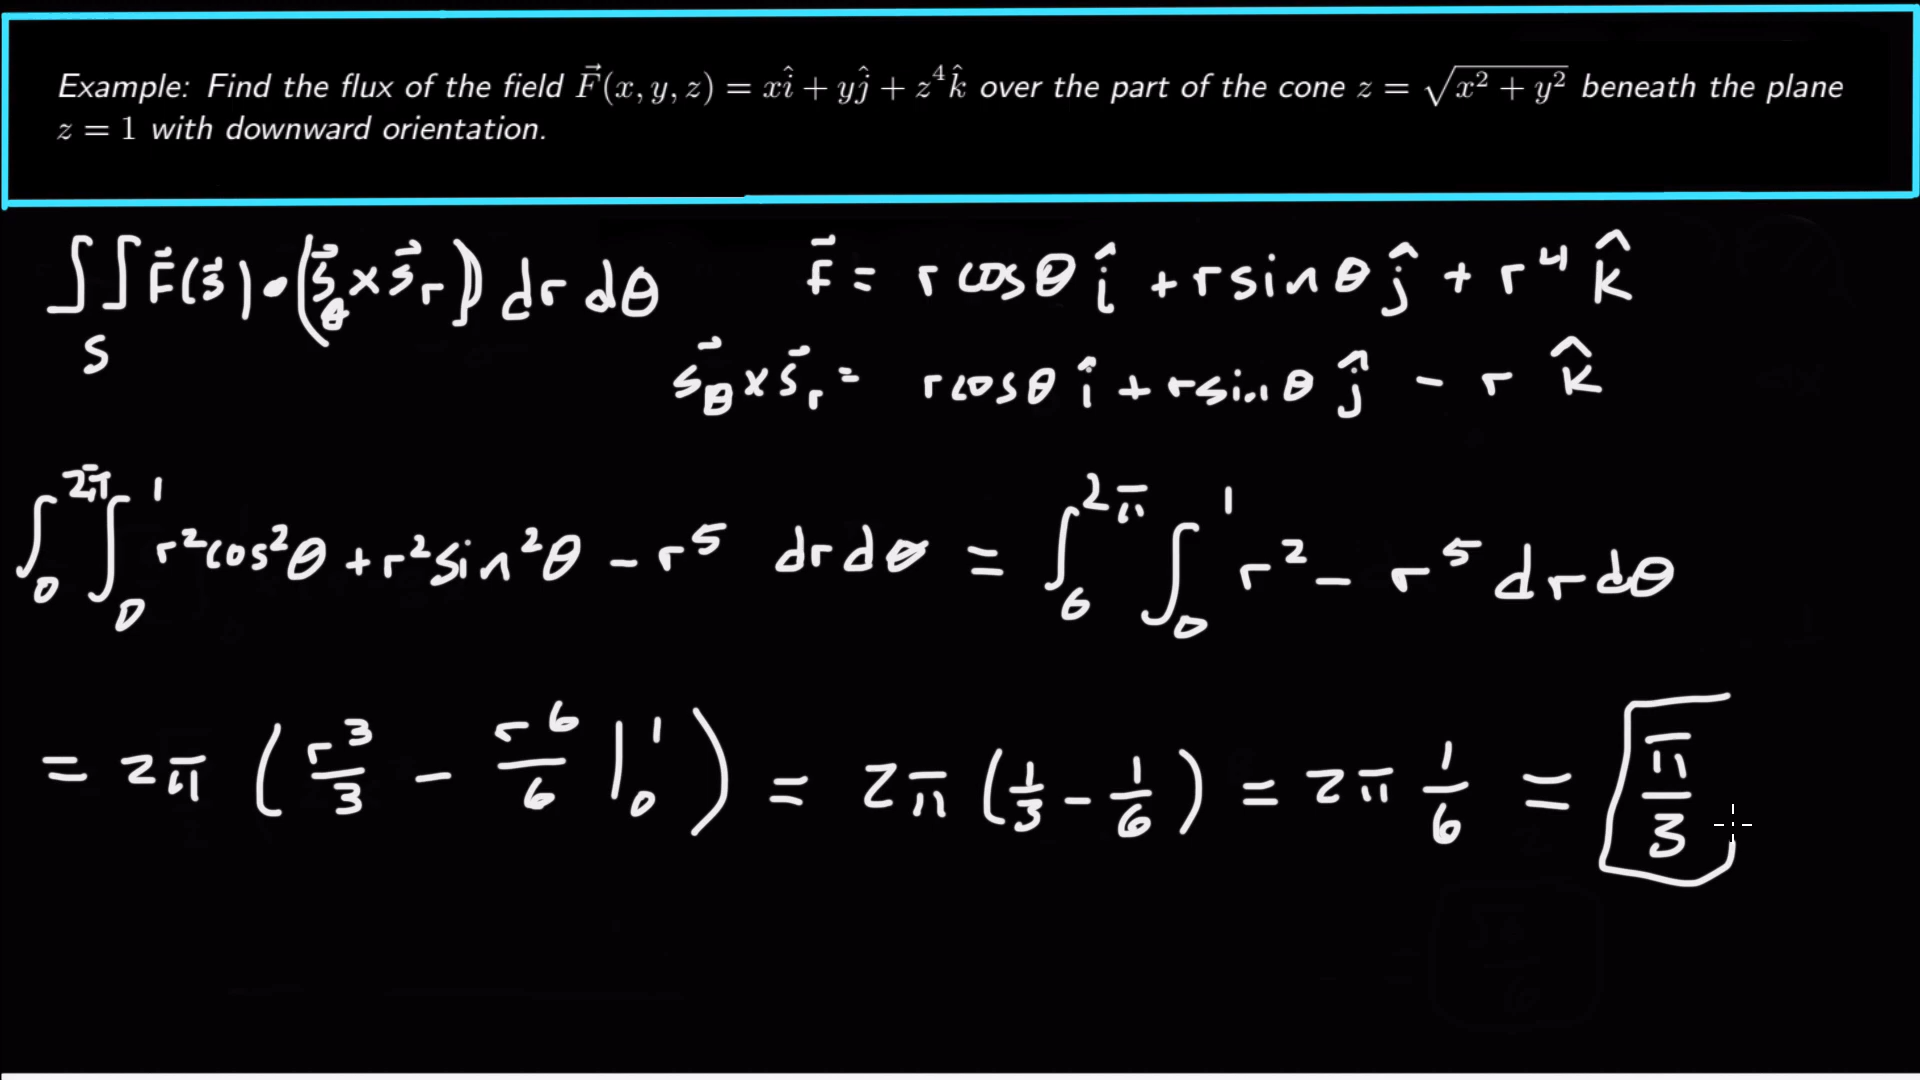 Example: Find the flux of the field F⃗(x, y, z) = xî + yĵ + z⁴k̂ over the part of the cone z = √(x² + y²) beneath the plane
z = 1 with downward orientation.
∬_S F⃗(s⃗) • (s⃗_θ × s⃗_r) dr dθ    F⃗ = r cosθ î + r sinθ ĵ + r⁴ k̂
s⃗_θ × s⃗_r = r cosθ î + r sinθ ĵ − r k̂
∫₀^2π ∫₀^1 r²cos²θ + r²sin²θ − r⁵ dr dθ = ∫₀^2π ∫₀^1 r² − r⁵ dr dθ
= 2π (r³/3 − r⁶/6 |₀^1) = 2π (1/3 − 1/6) = 2π 1/6 = π/3